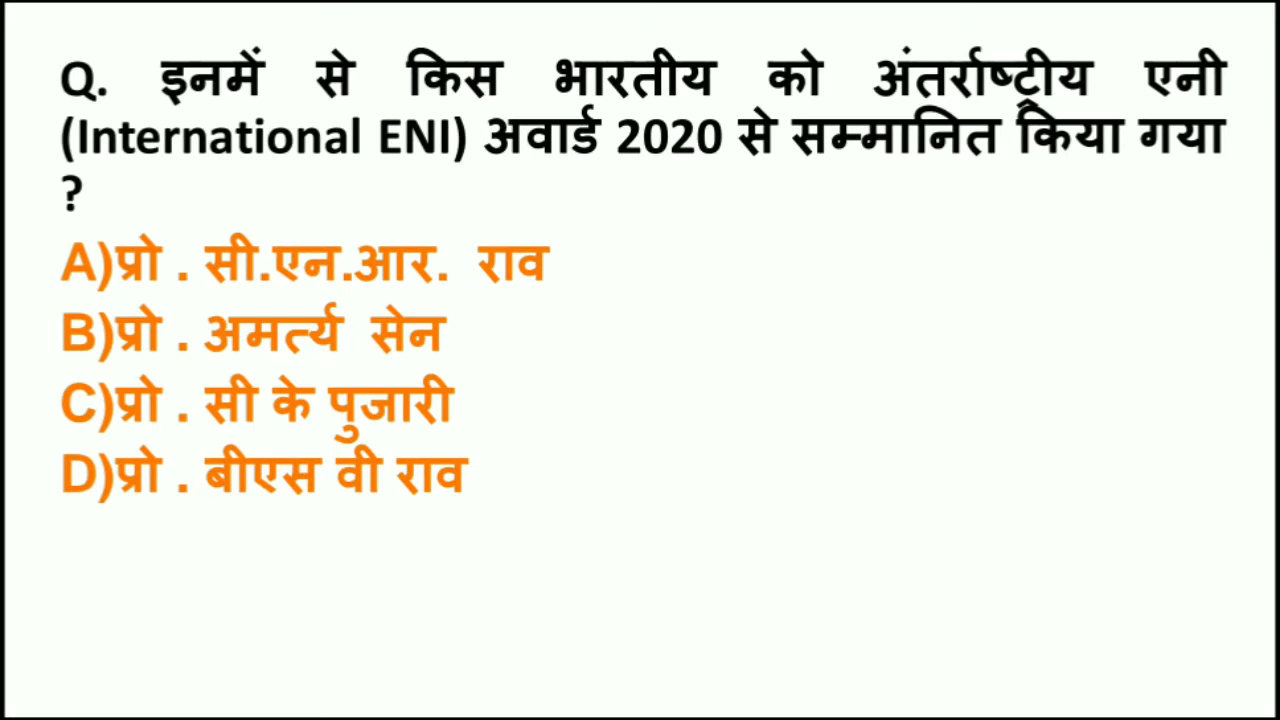 Q. इनमें से किस भारतीय को अंतर्राष्ट्रीय एनी
(International ENI) अवार्ड 2020 से सम्मानित किया गया
?
A)प्रो . सी.एन.आर. राव
B)प्रो . अमर्त्य सेन
C)प्रो . सी के पुजारी
D)प्रो . बीएस वी राव